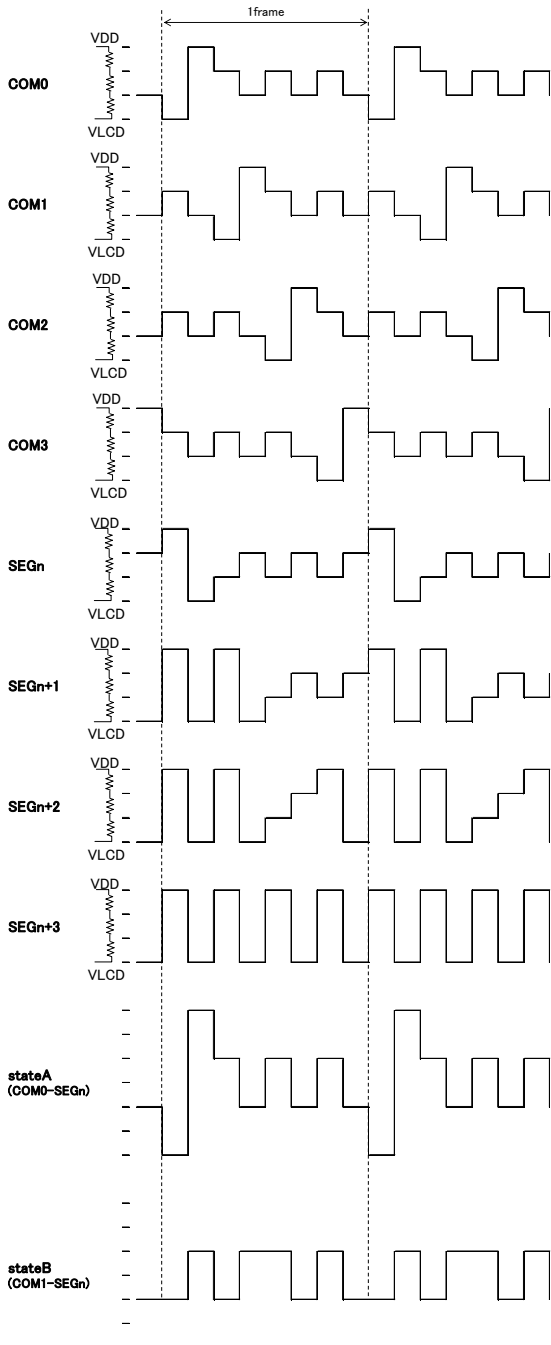 1frame
VDD
COM0
VLCD
VDD
COM1
VLCD
VDD
COM2
VLCD
VDD
COM3
VLCD
VDD
SEGn
VLCD
VDD
SEGn+1
VLCD
VDD
SEGn+2
VLCD
VDD
SEGn+3
VLCD
stateA
(COM0-SEGn)
stateB
(COM1-SEGn)